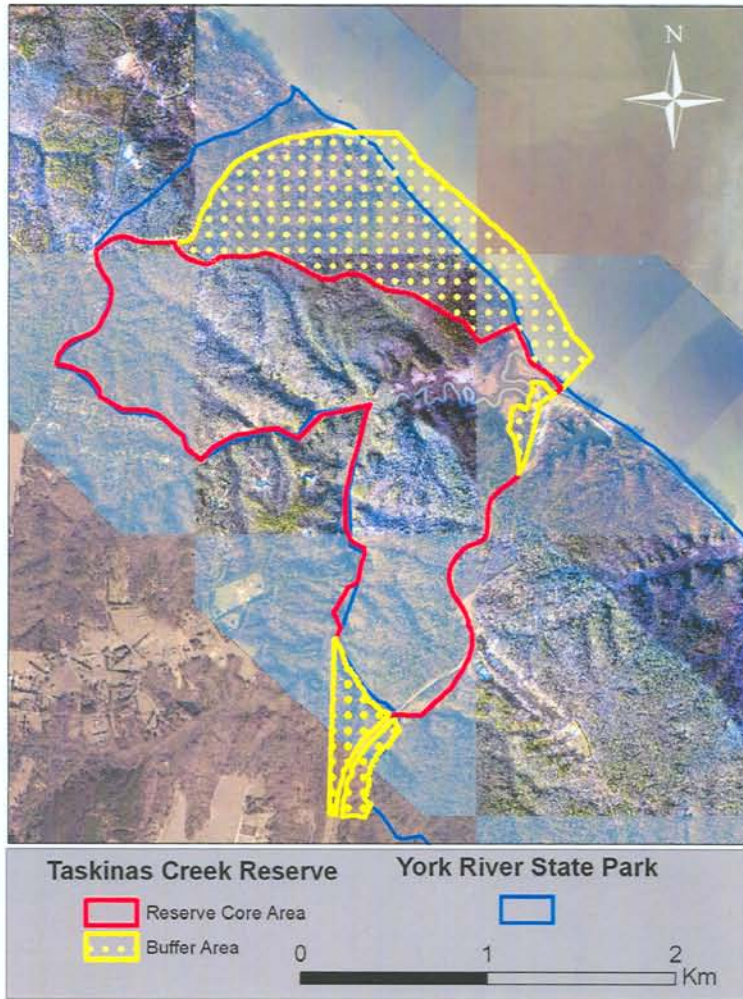 N
Taskinas Creek Reserve
York River State Park
Reserve Core Area
Buffer Area
0 1 2
Km